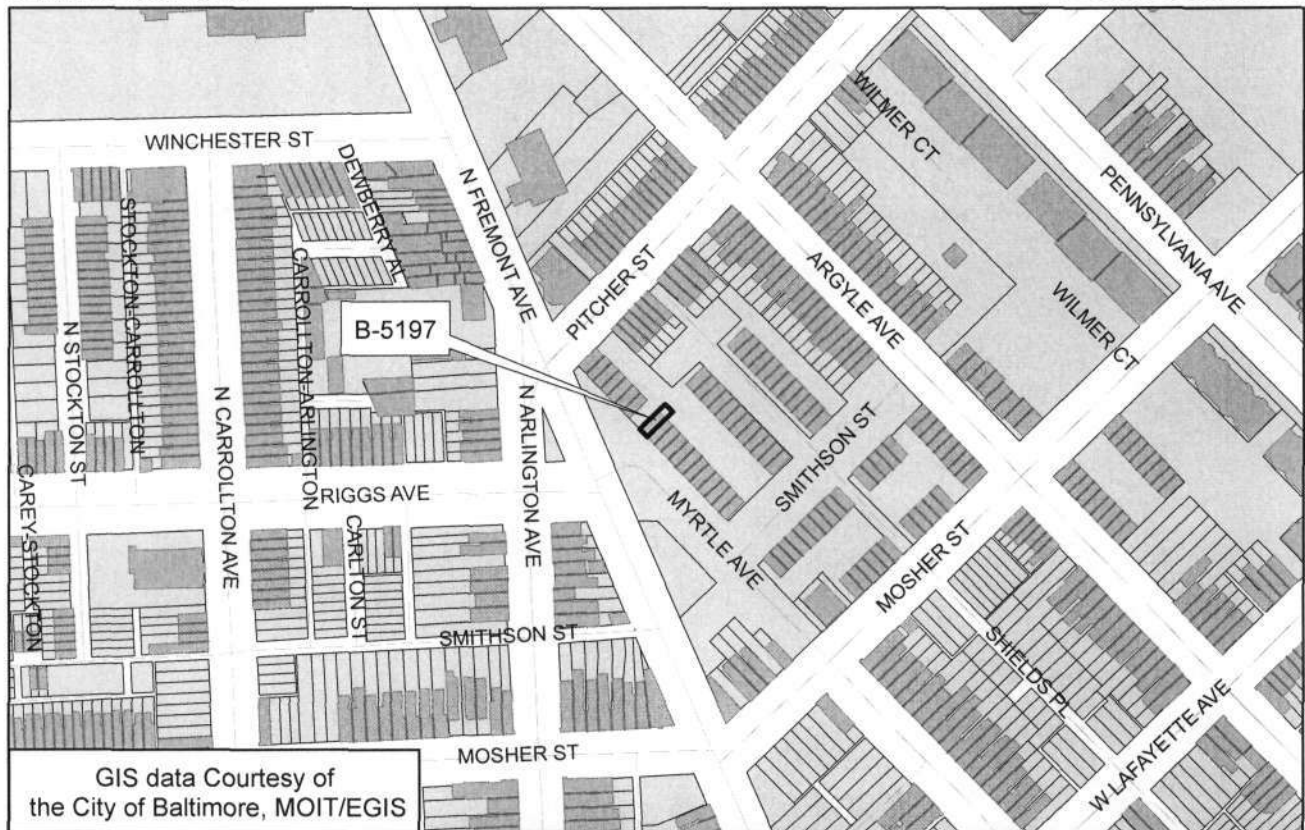 WINCHESTER ST
DEWBERRY AL
N FREMONT AVE
WILMER CT
PENNSYLVANIA AVE
STOCKTON-CARROLLTON
CARROLLTON-ARLINGTON
PITCHER ST
ARGYLE AVE
WILMER CT
B-5197
N STOCKTON ST
N CARROLLTON AVE
N ARLINGTON AVE
SMITHSON ST
CAREY-STOCKTON
RIGGS AVE
CARLTON ST
MYRTLE AVE
MOSHER ST
SMITHSON ST
SHIELDS PL
W LAFAYETTE AVE
MOSHER ST
GIS data Courtesy of
the City of Baltimore, MOIT/EGIS